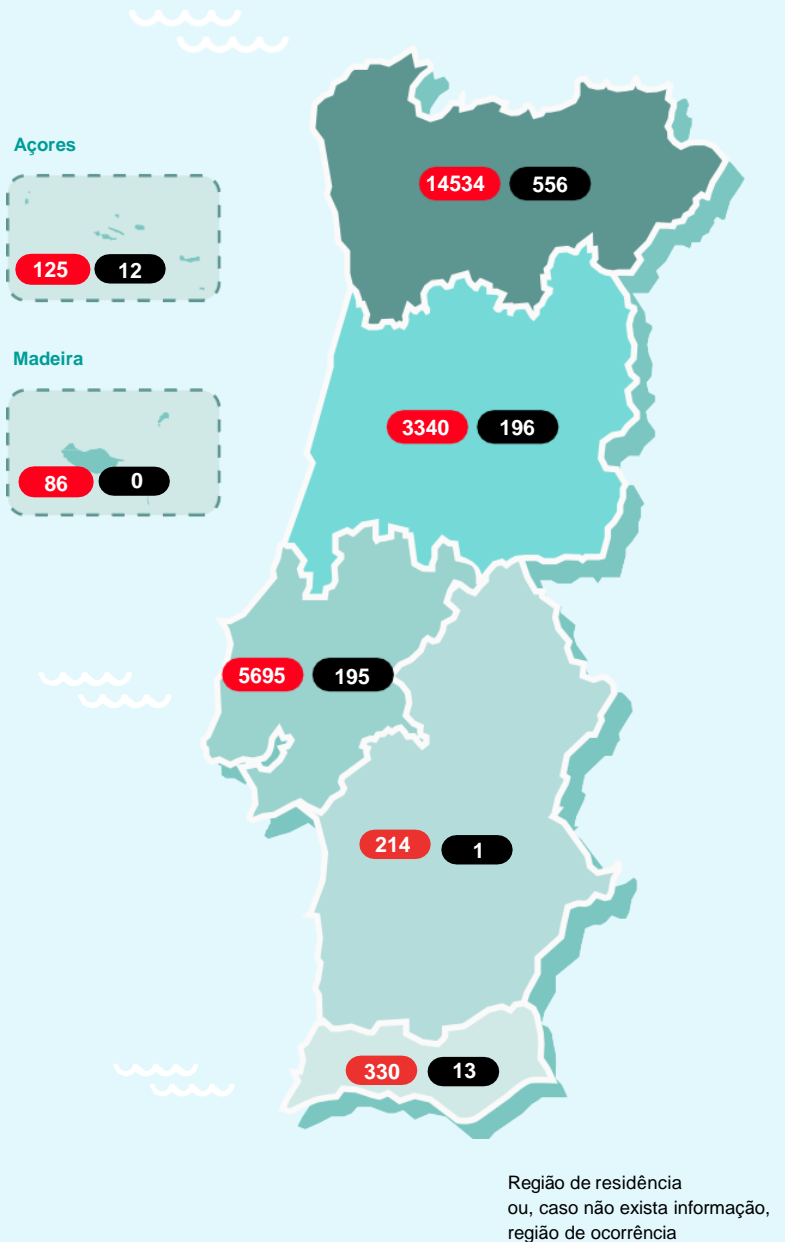 Açores
14534 556
125 12
Madeira
3340 196
86 0
5695 195
214 1
330 13
Região de residência
ou, caso não exista informação,
região de ocorrência